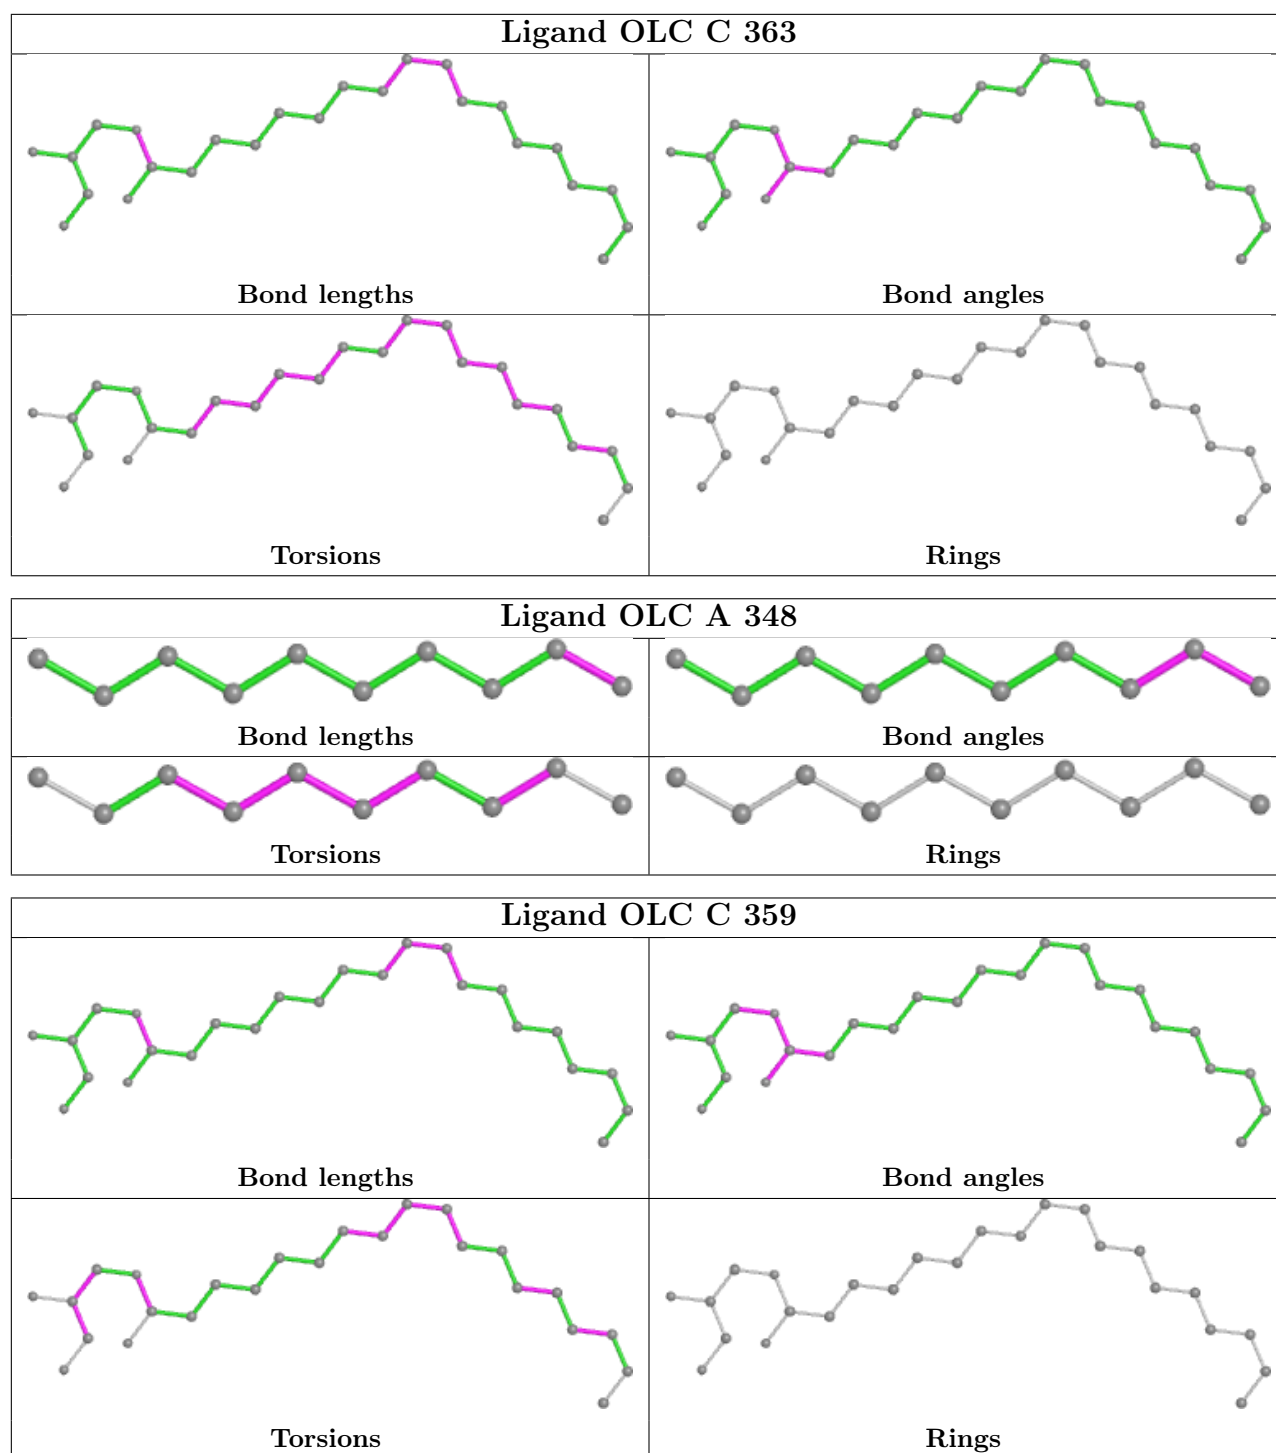 Ligand OLC C 363
Bond lengths
Bond angles
Torsions
Rings
Ligand OLC A 348
Bond lengths
Bond angles
Torsions
Rings
Ligand OLC C 359
Bond lengths
Bond angles
Torsions
Rings